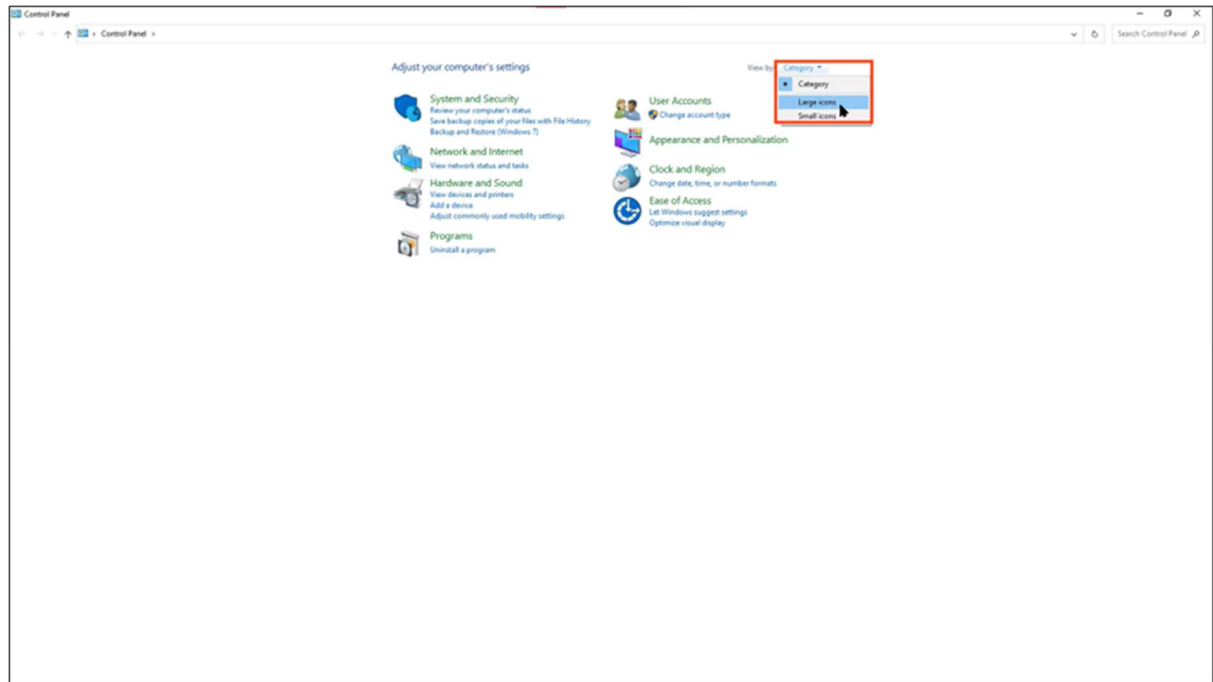 Control Panel
Control Panel
Search Control Panel
Adjust your computer's settings
View by: Category
Category
Large icons
Small icons
System and Security
Review your computer's status
Save backup copies of your files with File History
Backup and Restore (Windows 7)
Network and Internet
View network status and tasks
Hardware and Sound
View devices and printers
Add a device
Adjust commonly used mobility settings
Programs
Uninstall a program
User Accounts
Change account type
Appearance and Personalization
Clock and Region
Change date, time, or number formats
Ease of Access
Let Windows suggest settings
Optimize visual display